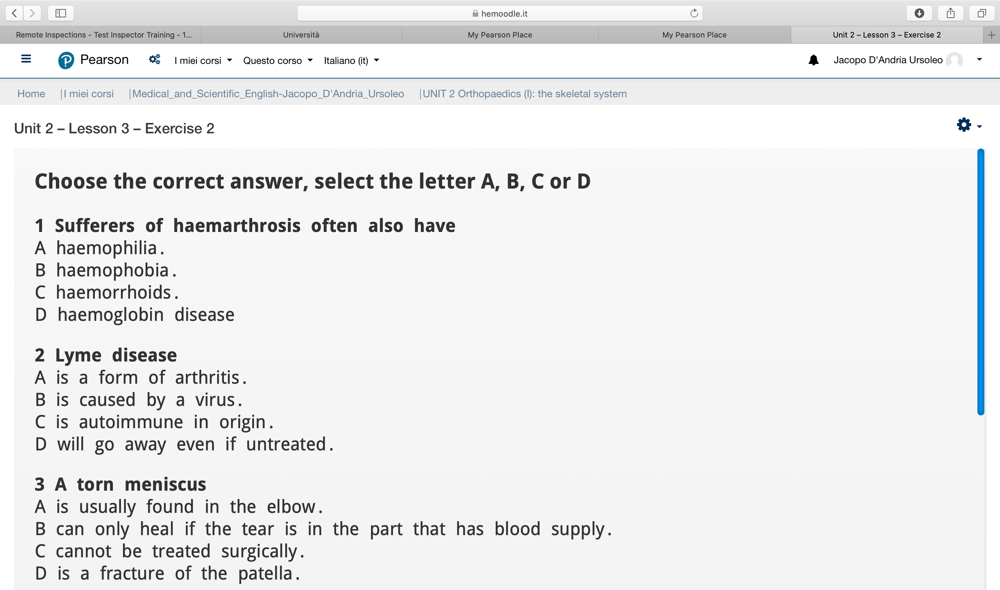 hemoodle.it
Remote Inspections - Test Inspector Training - 1...
Università
My Pearson Place
My Pearson Place
Unit 2 – Lesson 3 – Exercise 2
Pearson
I miei corsi
Questo corso
Italiano (it)
Jacopo D'Andria Ursoleo
Home |I miei corsi |Medical_and_Scientific_English-Jacopo_D'Andria_Ursoleo |UNIT 2 Orthopaedics (I): the skeletal system
Unit 2 – Lesson 3 – Exercise 2
Choose the correct answer, select the letter A, B, C or D
1 Sufferers of haemarthrosis often also have
A haemophilia.
B haemophobia.
C haemorrhoids.
D haemoglobin disease
2 Lyme disease
A is a form of arthritis.
B is caused by a virus.
C is autoimmune in origin.
D will go away even if untreated.
3 A torn meniscus
A is usually found in the elbow.
B can only heal if the tear is in the part that has blood supply.
C cannot be treated surgically.
D is a fracture of the patella.